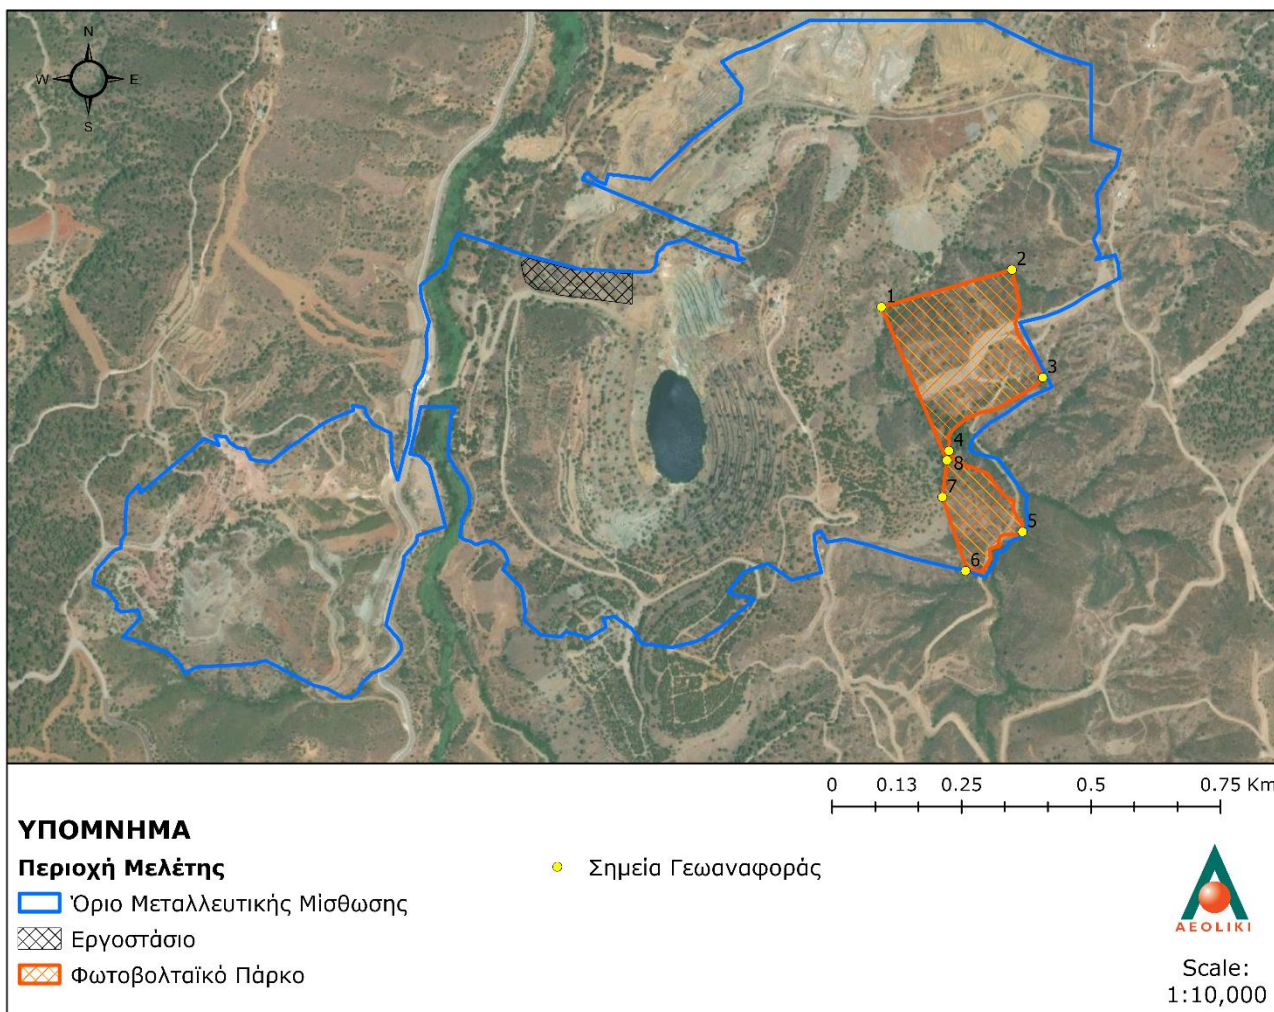 N
W E
S
2
1
3
4
8
7
5
6
0 0.13 0.25 0.5 0.75 Km
ΥΠΟΜΝΗΜΑ
Περιοχή Μελέτης
Όριο Μεταλλευτικής Μίσθωσης
Εργοστάσιο
Φωτοβολταϊκό Πάρκο
Σημεία Γεωαναφοράς
AEOLIKI
Scale:
1:10,000